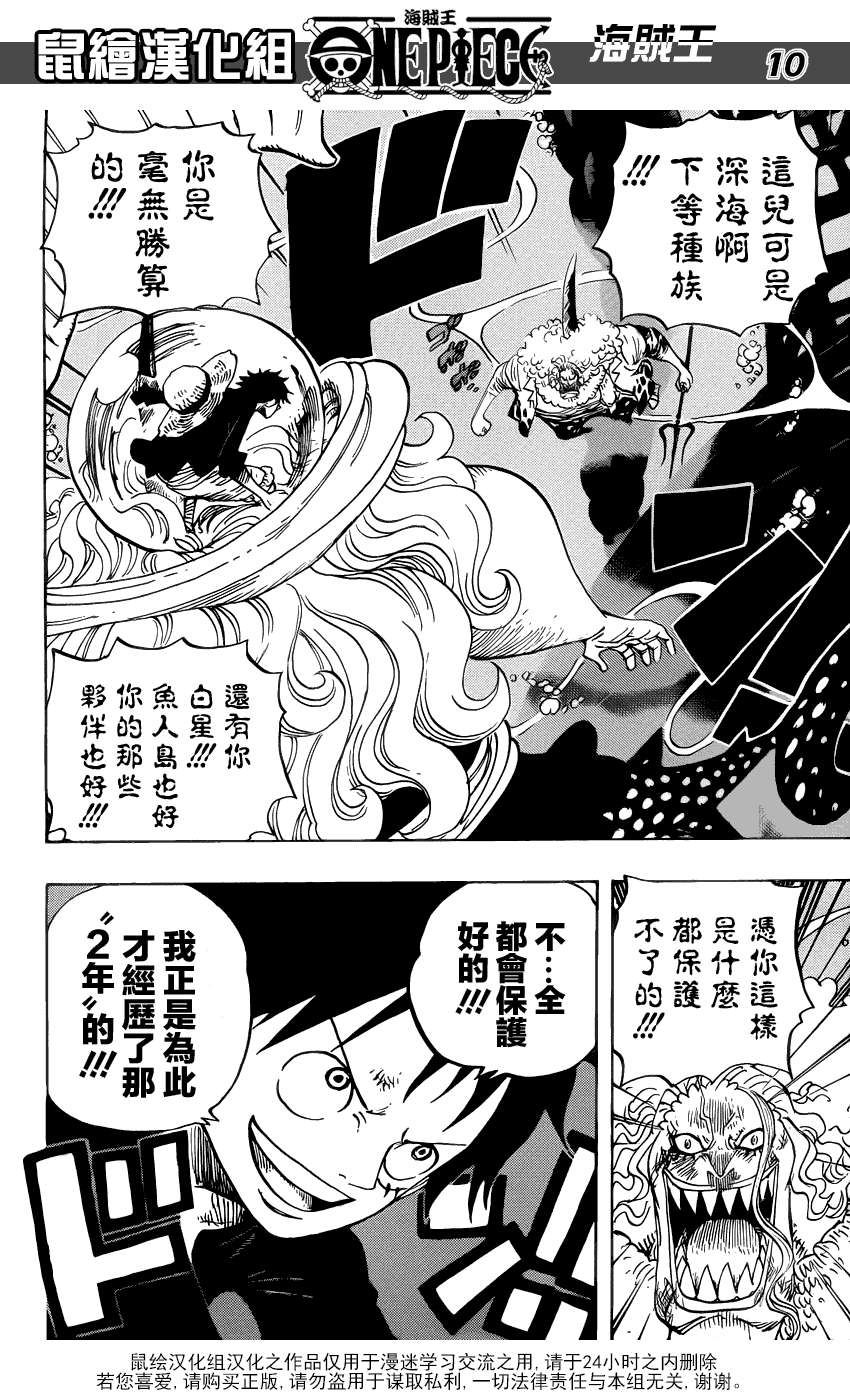 鼠繪漢化組
海賊王
ONE PIECE
海賊王
10
這兒可是
深海啊
下等種族
!!!
你是
毫無勝算
的!!!
ドド
還有你
白星!!!
魚人島也好
你的那些
夥伴也好!!!
憑你這樣
是什麼
都保護
不了的!!!
不…全
都會保護
好的!!!
我正是為此
才經歷了那
〝2年〞的!!!
ドン!!
鼠绘汉化组汉化之作品仅用于漫迷学习交流之用, 请于24小时之内删除
若您喜爱, 请购买正版, 请勿盗用于谋取私利, 一切法律责任与本组无关, 谢谢.